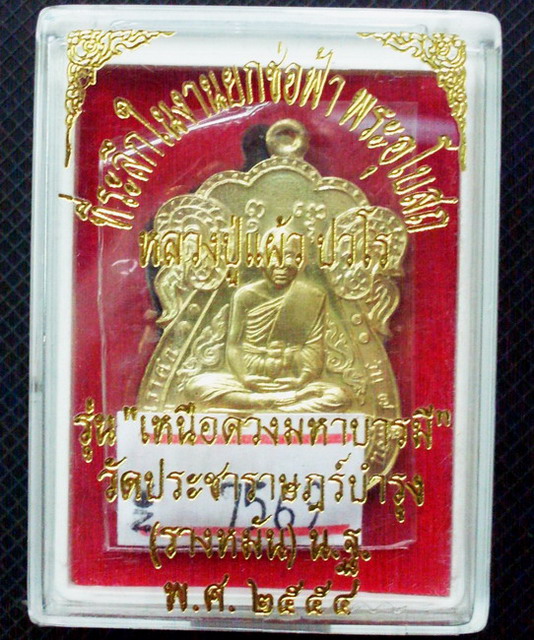 ที่ระลึกในงานยกช่อฟ้า พระอุโบสถ
หลวงปู่แผ้ว ปวโร
รุ่น "เหนือดวงมหาบารมี"
วัดประชาราษฎร์บำรุง
(รางหมัน) น.ฐ.
พ.ศ. ๒๕๕๔